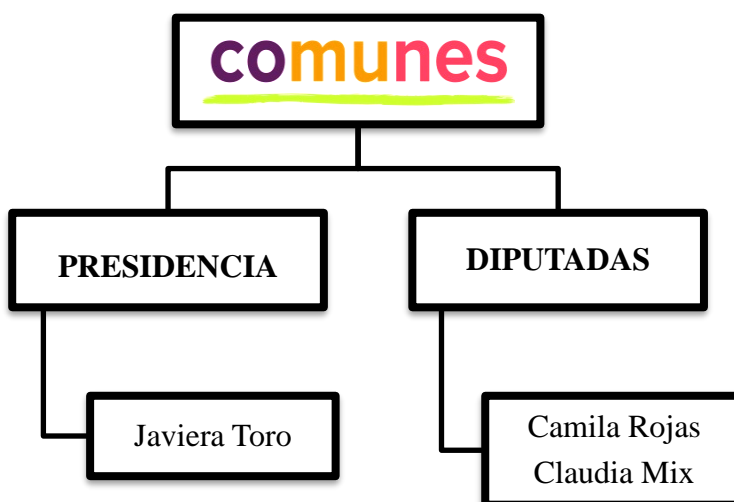 comunes
PRESIDENCIA
DIPUTADAS
Javiera Toro
Camila Rojas
Claudia Mix